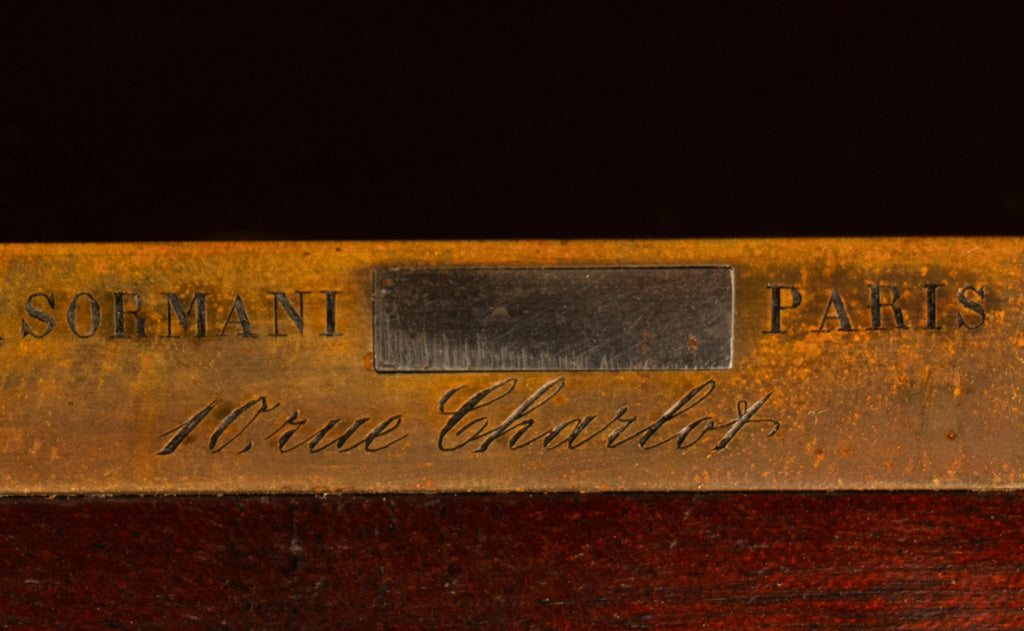 SORMANI PARIS
10, rue Charlot